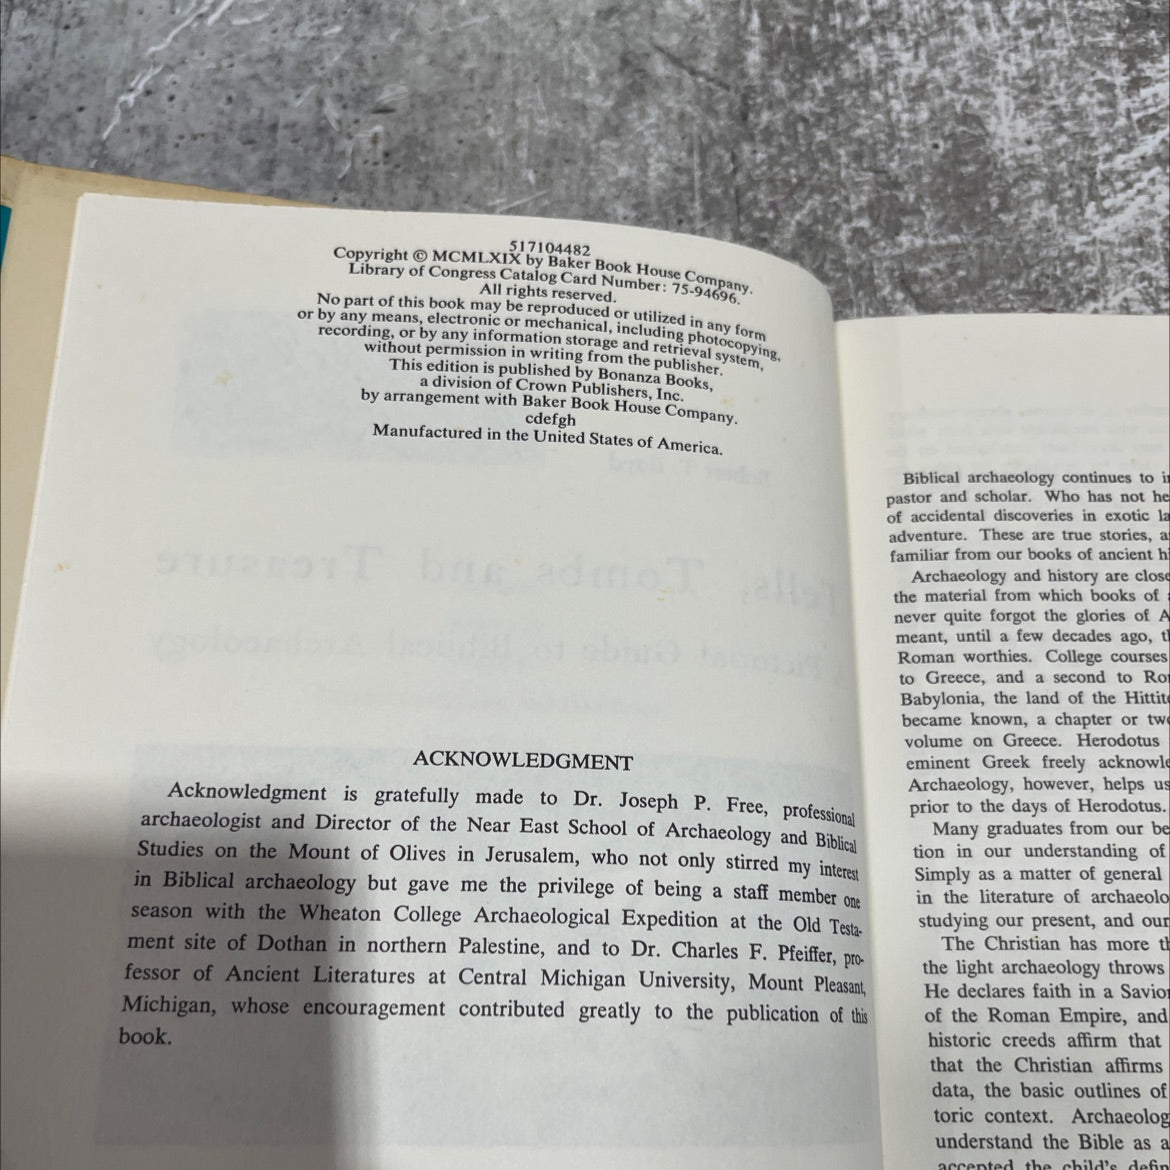 517104482
Copyright © MCMLXIX by Baker Book House Company.
Library of Congress Catalog Card Number: 75-94696.
All rights reserved.
No part of this book may be reproduced or utilized in any form
or by any means, electronic or mechanical, including photocopying,
recording, or by any information storage and retrieval system,
without permission in writing from the publisher.
This edition is published by Bonanza Books,
a division of Crown Publishers, Inc.
by arrangement with Baker Book House Company.
cdefgh
Manufactured in the United States of America.
Tells, Tombs and Treasure
Pictorial Guide to Biblical Archaeology
ACKNOWLEDGMENT
Acknowledgment is gratefully made to Dr. Joseph P. Free, professional
archaeologist and Director of the Near East School of Archaeology and Biblical
Studies on the Mount of Olives in Jerusalem, who not only stirred my interest
in Biblical archaeology but gave me the privilege of being a staff member one
season with the Wheaton College Archaeological Expedition at the Old Testa-
ment site of Dothan in northern Palestine, and to Dr. Charles F. Pfeiffer, pro-
fessor of Ancient Literatures at Central Michigan University, Mount Pleasant,
Michigan, whose encouragement contributed greatly to the publication of this
book.
Biblical archaeology continues to
pastor and scholar. Who has not
of accidental discoveries in exotic
adventure. These are true stories,
familiar from our books of ancient
Archaeology and history are
the material from which books of
never quite forgot the glories of
meant, until a few decades ago,
Roman worthies. College courses
to Greece, and a second to
Babylonia, the land of the
became known, a chapter or
volume on Greece. Herodotus
eminent Greek freely
Archaeology, however, helps us
prior to the days of Herodotus.
Many graduates from our
tion in our understanding of
Simply as a matter of general
in the literature of
studying our present, and our
The Christian has more
the light archaeology throws
He declares faith in a
of the Roman Empire, and
historic creeds affirm that
that the Christian affirms
data, the basic outlines of
toric context.
understand the Bible as a
accepted the child's